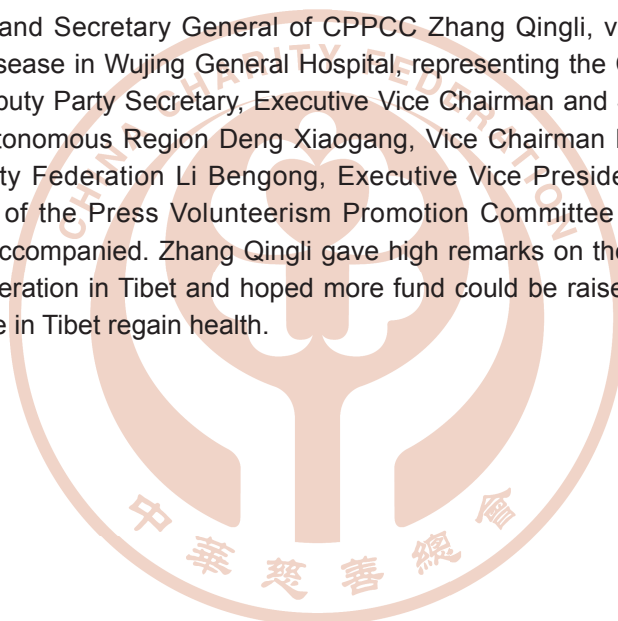 and Secretary General of CPPCC Zhang Qingli, v
sease in Wujing General Hospital, representing the
puty Party Secretary, Executive Vice Chairman and
tonomous Region Deng Xiaogang, Vice Chairman
ty Federation Li Bengong, Executive Vice Preside
of the Press Volunteerism Promotion Committee
ccompanied. Zhang Qingli gave high remarks on the
eration in Tibet and hoped more fund could be raise
e in Tibet regain health.
CHINA CHARITY FEDERATION
中華慈善總會